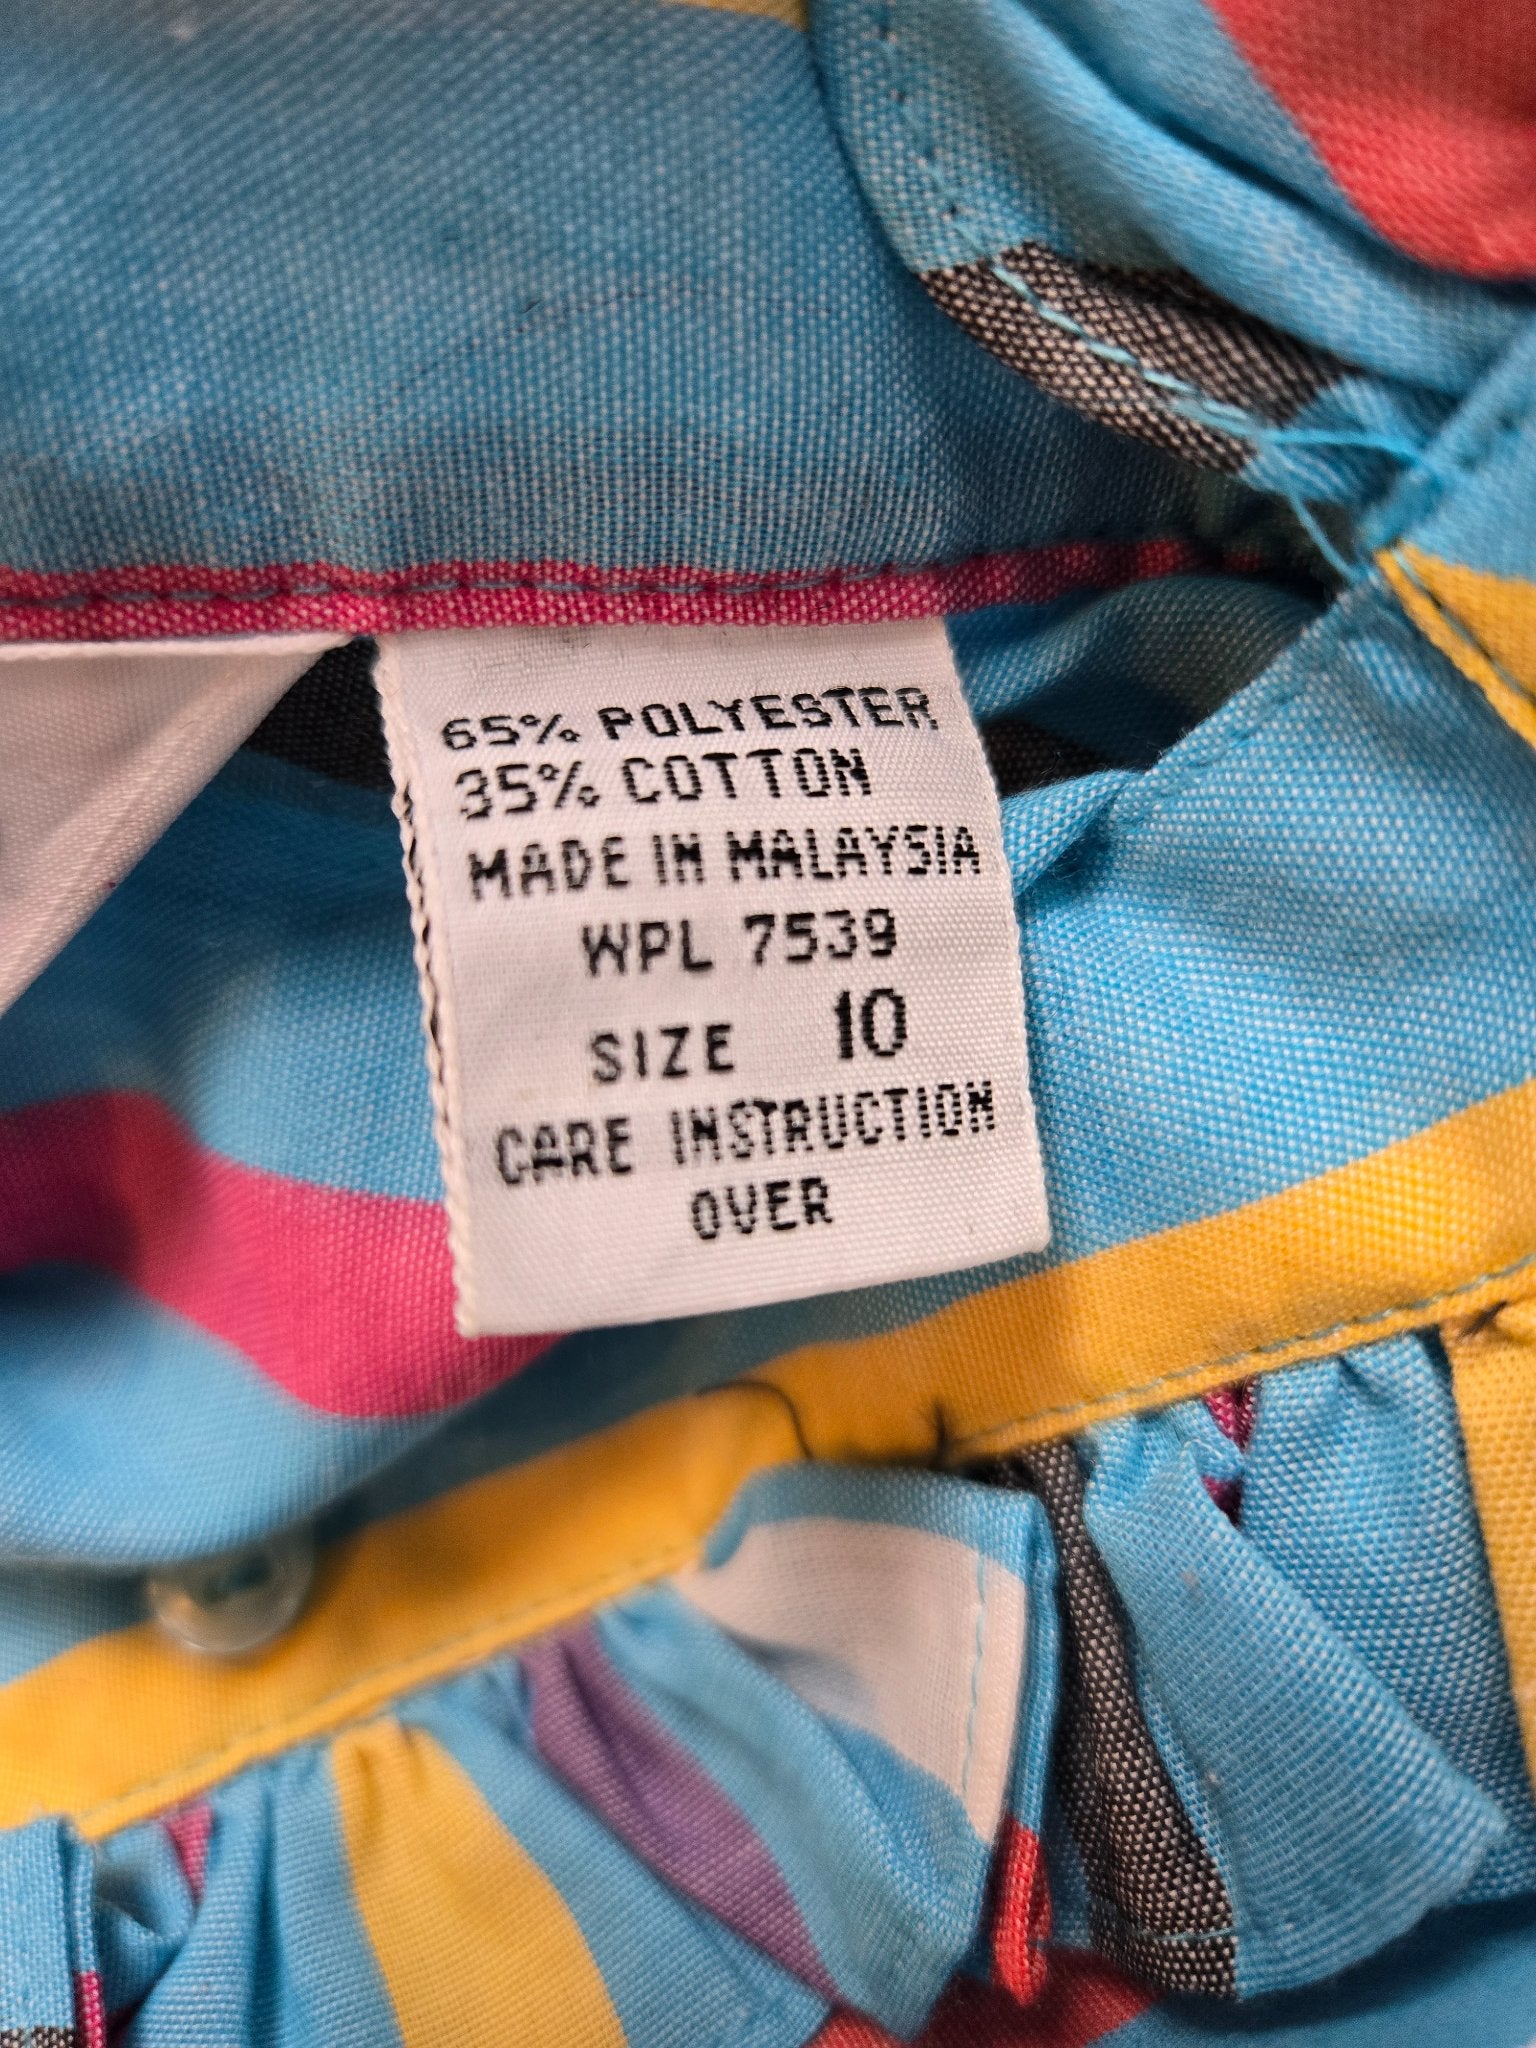 65% POLYESTER
35% COTTON
MADE IN MALAYSIA
WPL 7539
SIZE 10
CARE INSTRUCTION
OVER